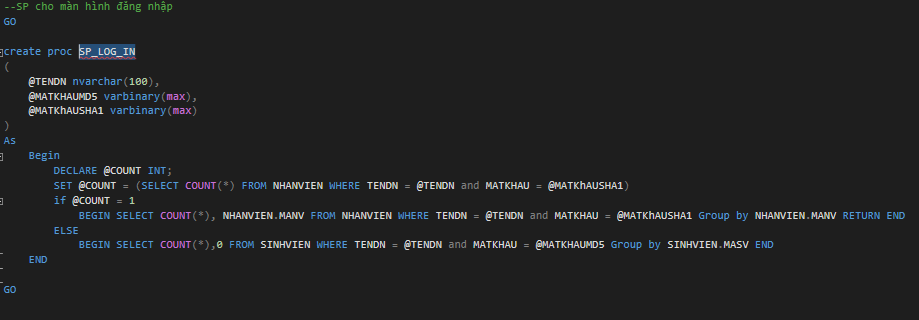 --SP cho màn hình đăng nhập
GO
create proc SP_LOG_IN
(
@TENDN nvarchar(100),
@MATKHAUMD5 varbinary(max),
@MATKhAUSHA1 varbinary(max)
)
As
Begin
DECLARE @COUNT INT;
SET @COUNT = (SELECT COUNT(*) FROM NHANVIEN WHERE TENDN = @TENDN and MATKHAU = @MATKhAUSHA1)
if @COUNT = 1
BEGIN SELECT COUNT(*), NHANVIEN.MANV FROM NHANVIEN WHERE TENDN = @TENDN and MATKHAU = @MATKhAUSHA1 Group by NHANVIEN.MANV RETURN END
ELSE
BEGIN SELECT COUNT(*),0 FROM SINHVIEN WHERE TENDN = @TENDN and MATKHAU = @MATKHAUMD5 Group by SINHVIEN.MASV END
END
GO